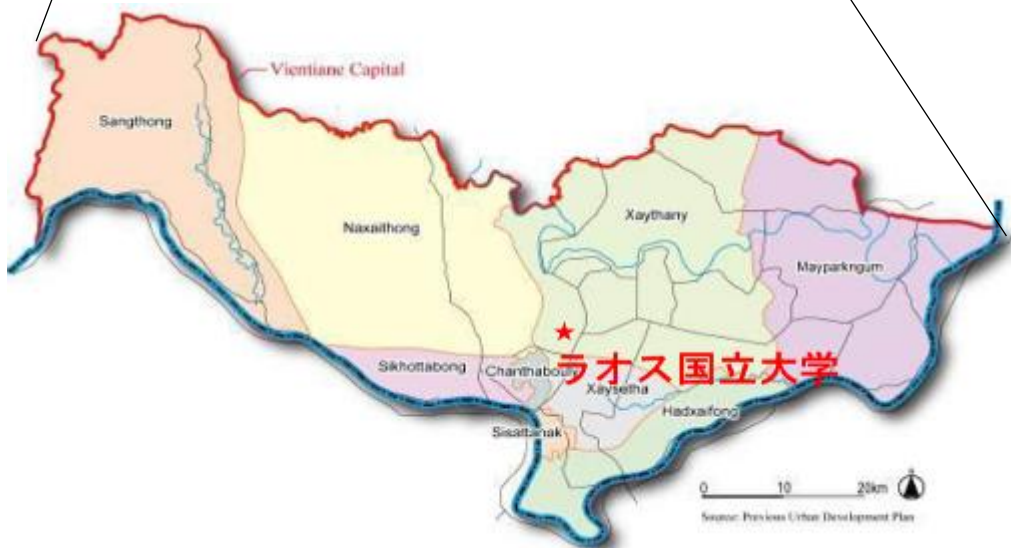 Vientiane Capital
Sangthong
Naxaithong
Xaythany
Mayparkngum
ラオス国立大学
Sikhottabong
Chanthabouly
Xaysetha
Hadxaifong
Sisattanak
0 10 20km
Source: Previous Urban Development Plan